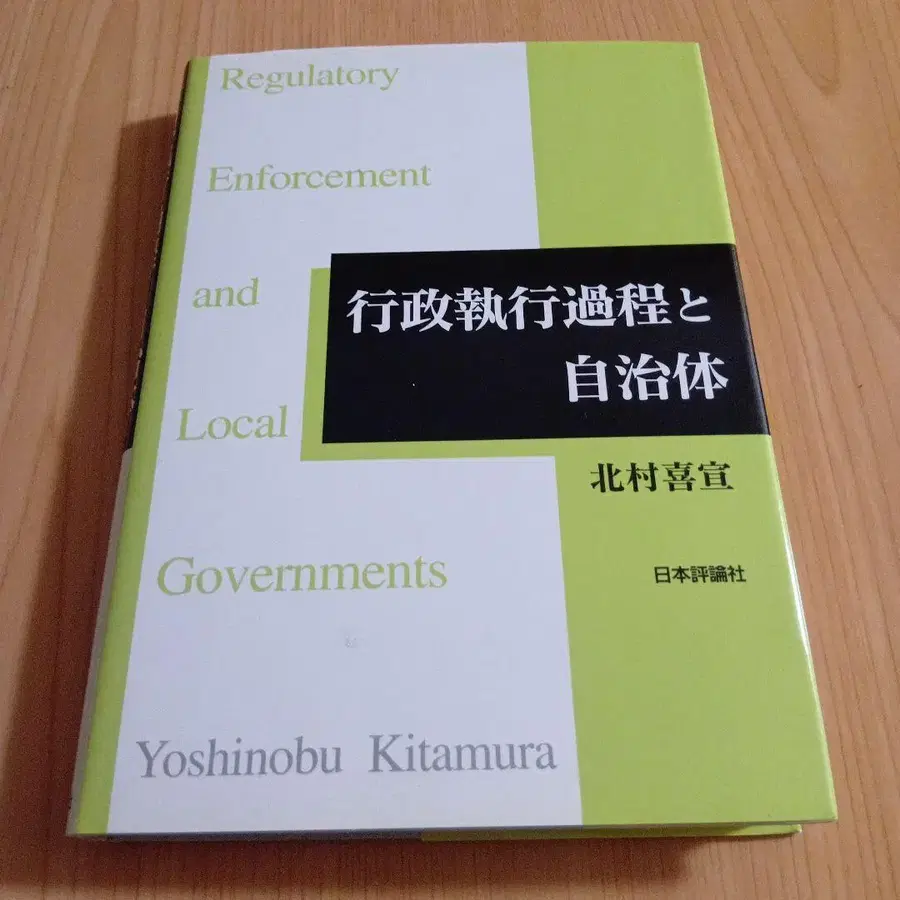 Regulatory
Enforcement
and
Local
Governments
Yoshinobu Kitamura
行政執行過程と
自治体
北村喜宣
日本評論社